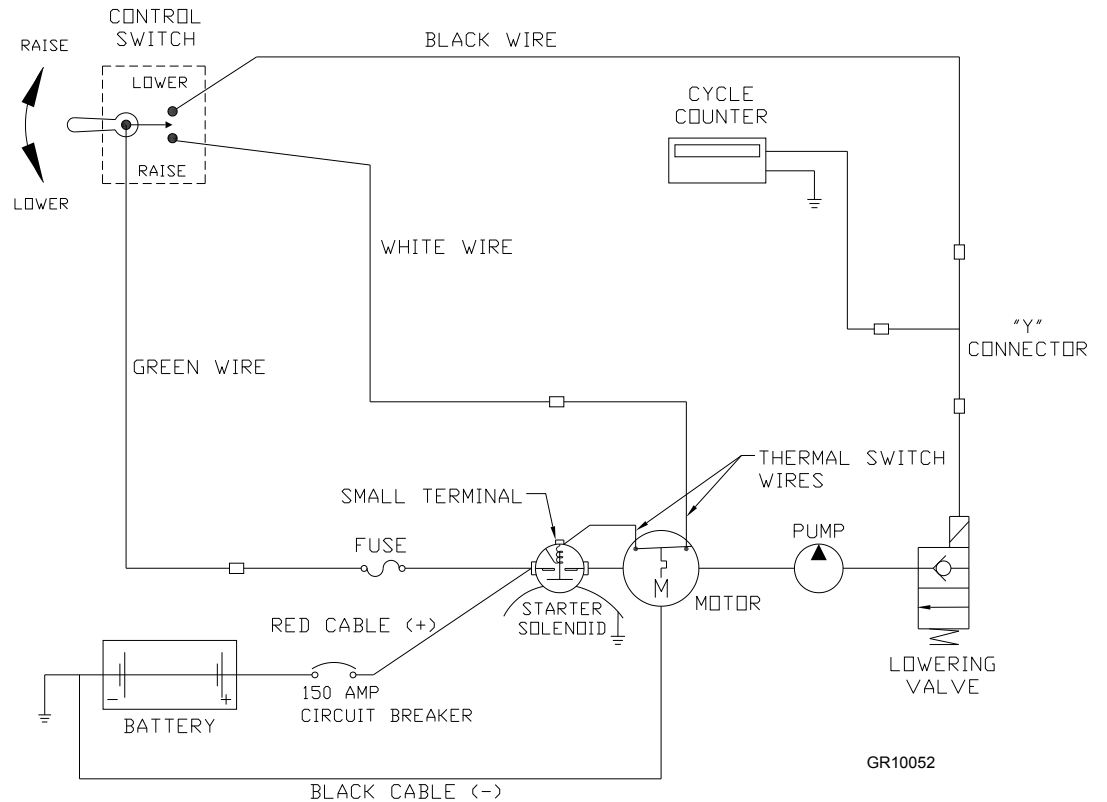 CONTROL
SWITCH
RAISE
LOWER
RAISE
LOWER
BLACK WIRE
CYCLE
COUNTER
WHITE WIRE
GREEN WIRE
"Y"
CONNECTOR
THERMAL SWITCH
WIRES
SMALL TERMINAL
FUSE
PUMP
M
MOTOR
STARTER
SOLENOID
RED CABLE (+)
LOWERING
VALVE
- +
150 AMP
CIRCUIT BREAKER
BATTERY
BLACK CABLE (-)
GR10052